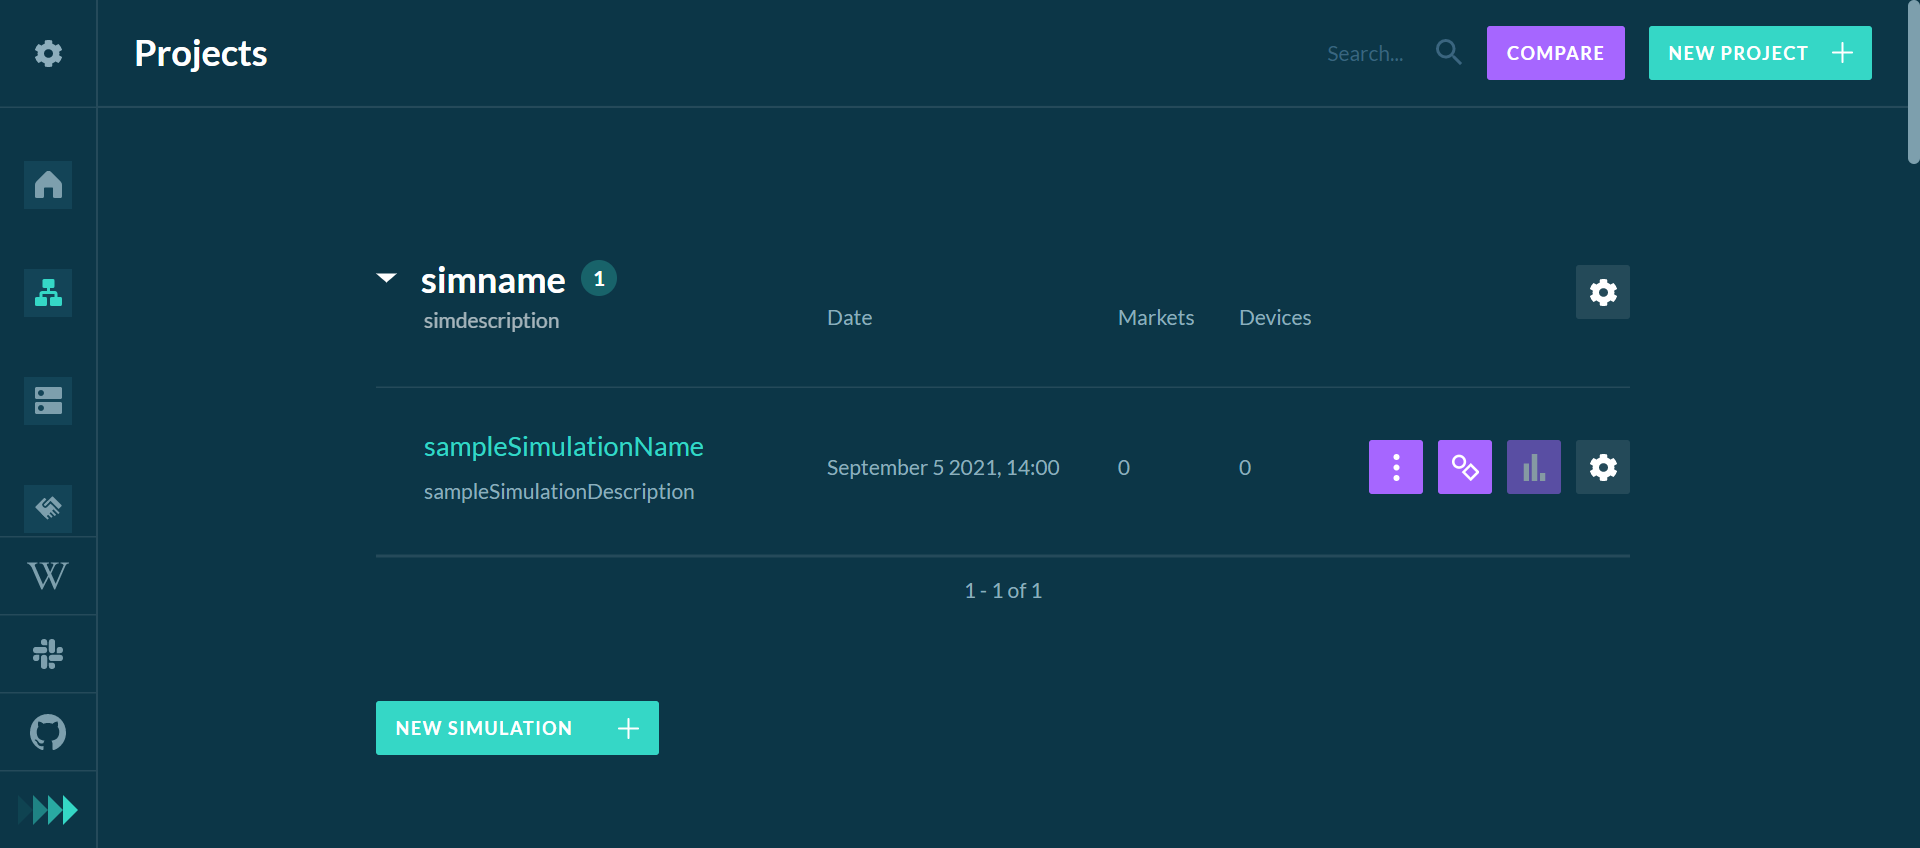 Projects
Search...
COMPARE
NEW PROJECT
simname 1
simdescription
Date Markets Devices
sampleSimulationName
sampleSimulationDescription
September 5 2021, 14:00 0 0
1 - 1 of 1
NEW SIMULATION
W